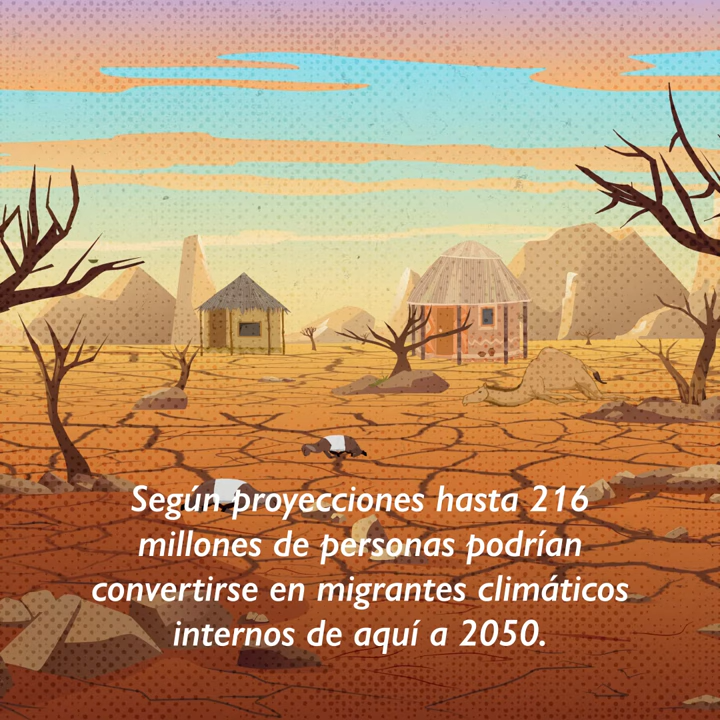 Según proyecciones hasta 216
millones de personas podrían
convertirse en migrantes climáticos
internos de aquí a 2050.